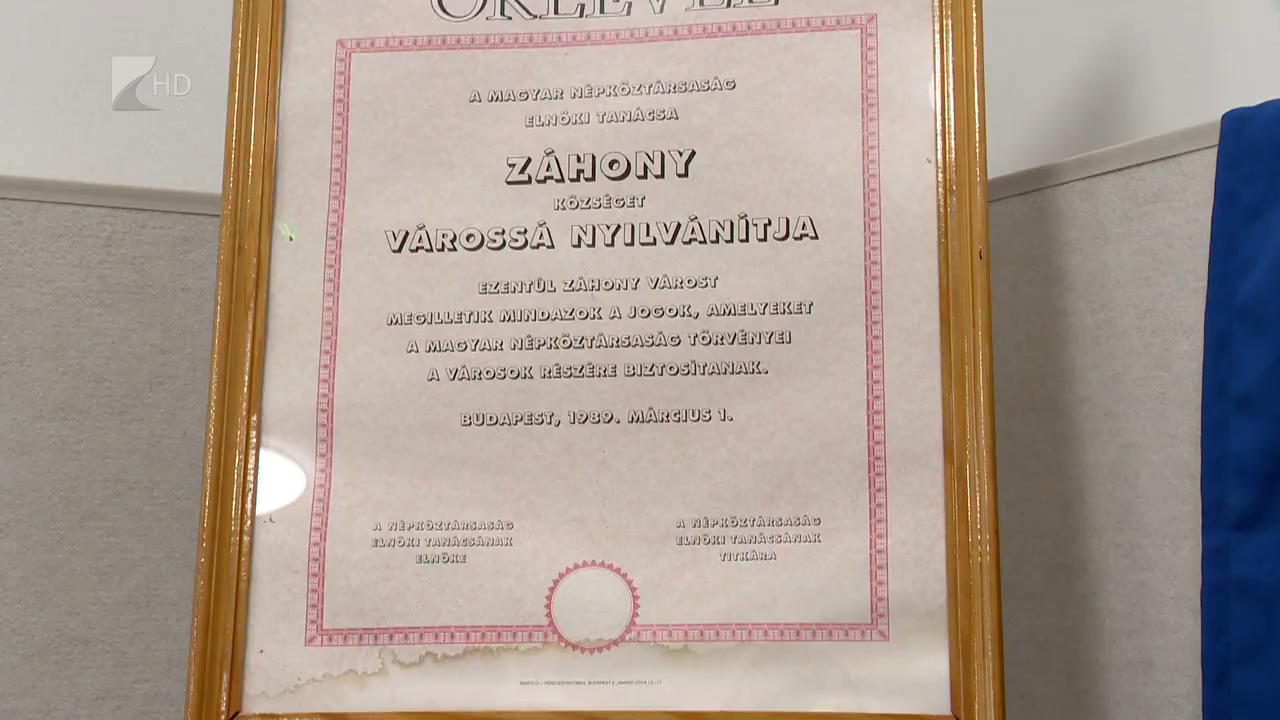 OKLEVÉL
HD
A MAGYAR NÉPKÖZTÁRSASÁG
ELNÖKI TANÁCSA
ZÁHONY
KÖZSÉGET
VÁROSSÁ NYILVÁNÍTJA
EZENTÚL ZÁHONY VÁROST
MEGILLETIK MINDAZOK A JOGOK, AMELYEKET
A MAGYAR NÉPKÖZTÁRSASÁG TÖRVÉNYEI
A VÁROSOK RÉSZÉRE BIZTOSÍTANAK.
BUDAPEST, 1989. MÁRCIUS 1.
A NÉPKÖZTÁRSASÁG
ELNÖKI TANÁCSÁNAK
ELNÖKE
A NÉPKÖZTÁRSASÁG
ELNÖKI TANÁCSÁNAK
TITKÁRA